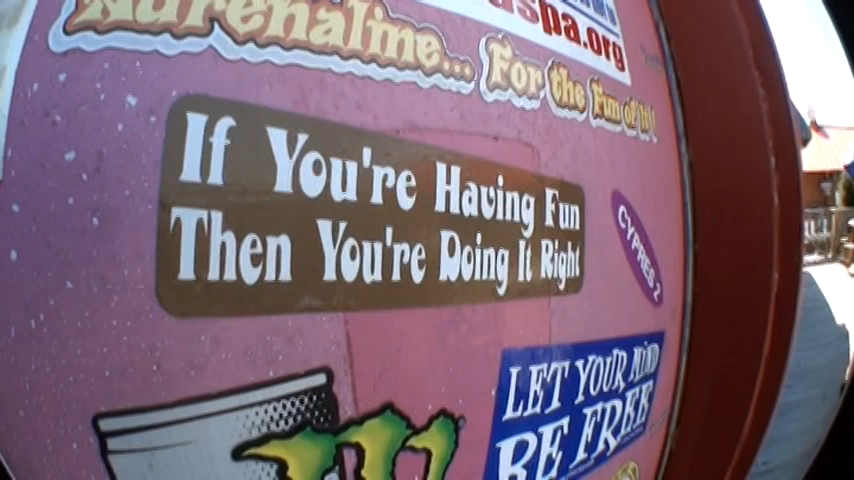 Adrenaline... For the Fun of It!
spa.org
If You're Having Fun
Then You're Doing It Right
CYPRES 2
LET YOUR MIND
BE FREE